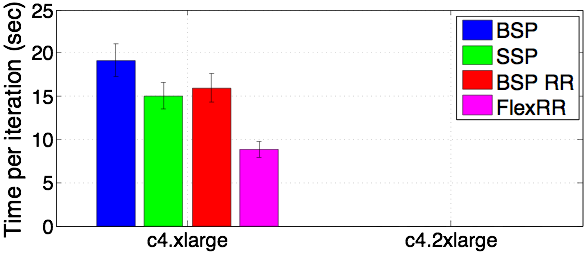 Time per iteration (sec)
25
20
15
10
5
0
BSP
SSP
BSP RR
FlexRR
c4.xlarge
c4.2xlarge